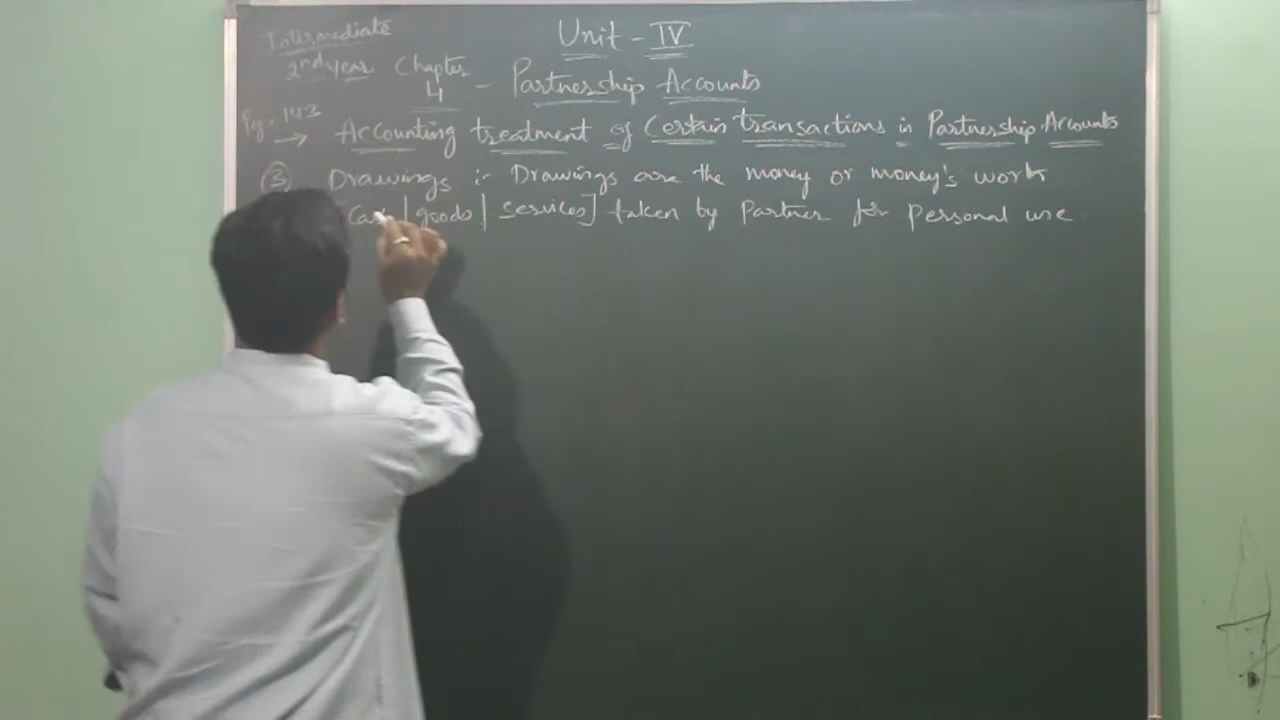 Intermediate
Unit - IV
2nd year Chapter 4 - Partnership Accounts
Pg. 143
→ Accounting treatment of Certain transactions in Partnership Accounts
③ Drawings :- Drawings are the money or money's work
goods | services] taken by Partner for Personal use